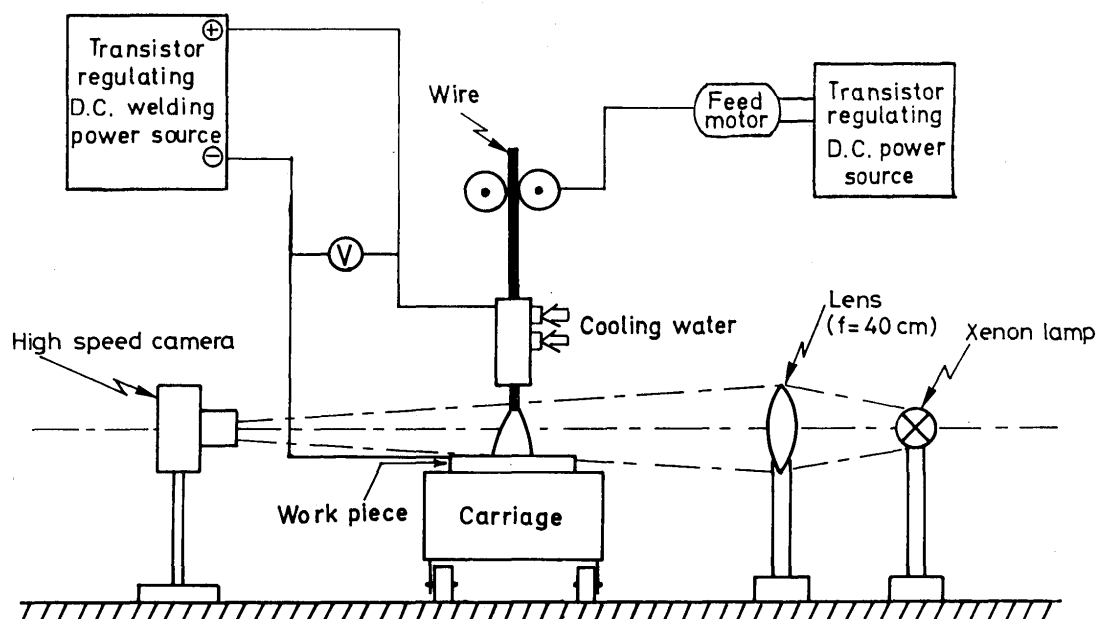 Transistor
regulating
D.C. welding
power source
+
−
Wire
Feed
motor
Transistor
regulating
D.C. power
source
V
Cooling water
Lens
(f=40 cm)
Xenon lamp
High speed camera
Work piece
Carriage